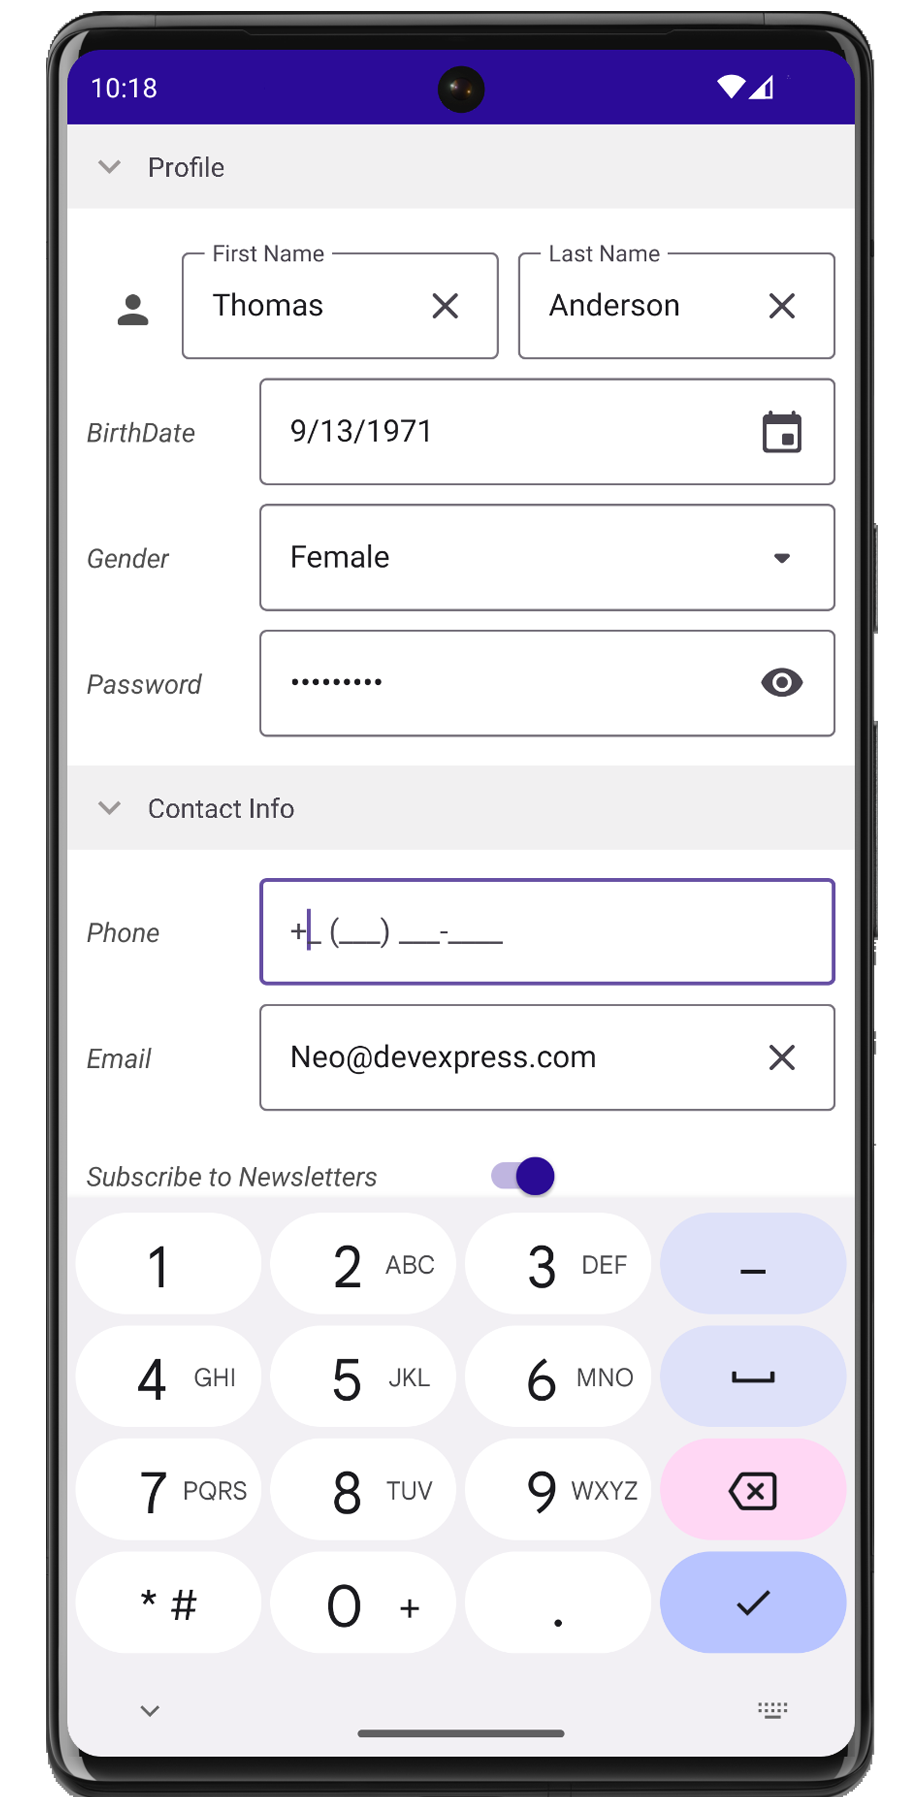 10:18
Profile
First Name Last Name
Thomas Anderson
BirthDate 9/13/1971
Gender Female
Password •••••••••
Contact Info
Phone +_ (___) ___-____
Email Neo@devexpress.com
Subscribe to Newsletters
1 2 ABC 3 DEF –
4 GHI 5 JKL 6 MNO
7 PQRS 8 TUV 9 WXYZ
* # 0 + .